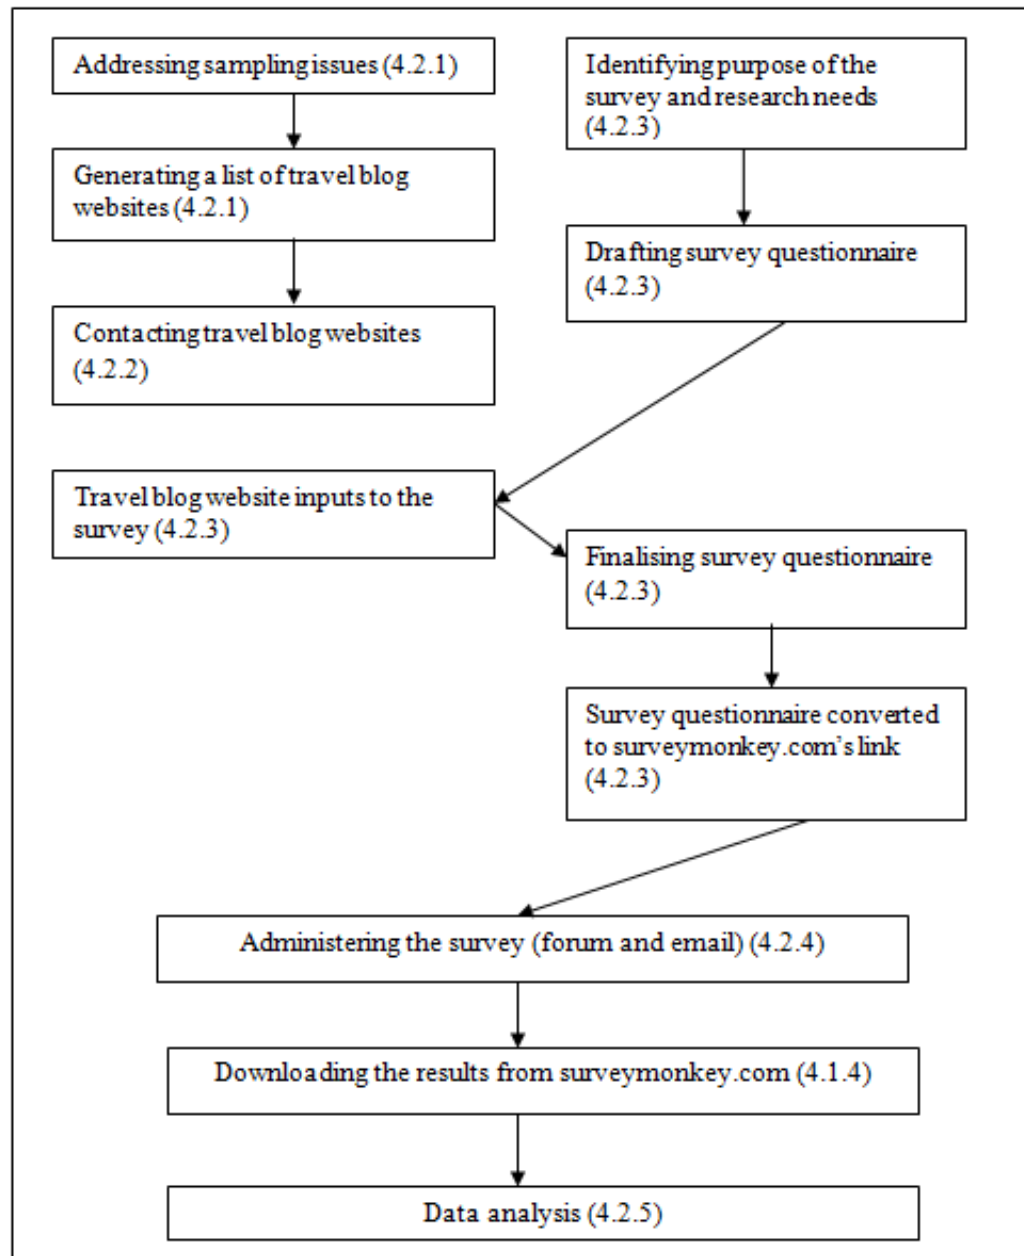 Addressing sampling issues (4.2.1)
Identifying purpose of the
survey and research needs
(4.2.3)
Generating a list of travel blog
websites (4.2.1)
Drafting survey questionnaire
(4.2.3)
Contacting travel blog websites
(4.2.2)
Travel blog website inputs to the
survey (4.2.3)
Finalising survey questionnaire
(4.2.3)
Survey questionnaire converted
to surveymonkey.com's link
(4.2.3)
Administering the survey (forum and email) (4.2.4)
Downloading the results from surveymonkey.com (4.1.4)
Data analysis (4.2.5)